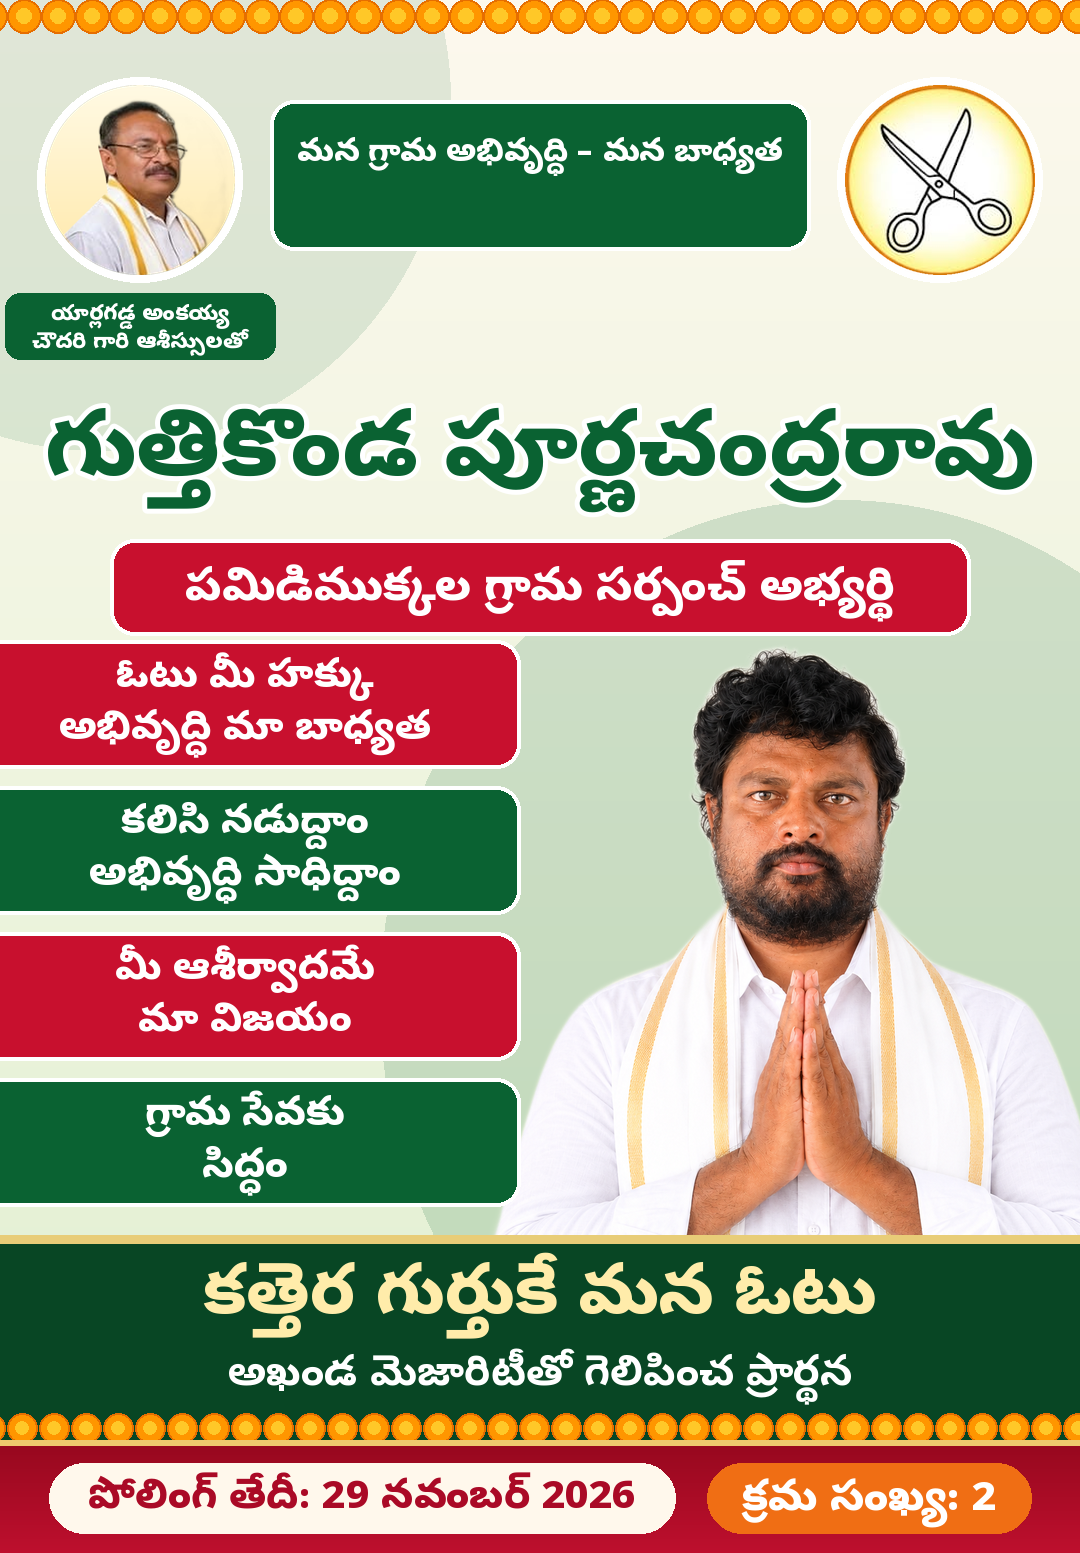 మన గ్రామ అభివృద్ధి – మన బాధ్యత
యార్లగడ్డ అంకయ్య
చౌదరి గారి ఆశీస్సులతో
గుత్తికొండ పూర్ణచంద్రరావు
పమిడిముక్కల గ్రామ సర్పంచ్ అభ్యర్థి
ఓటు మీ హక్కు
అభివృద్ధి మా బాధ్యత
కలిసి నడుద్దాం
అభివృద్ధి సాధిద్దాం
మీ ఆశీర్వాదమే
మా విజయం
గ్రామ సేవకు
సిద్ధం
కత్తెర గుర్తుకే మన ఓటు
అఖండ మెజారిటీతో గెలిపించ ప్రార్థన
పోలింగ్ తేదీ: 29 నవంబర్ 2026
క్రమ సంఖ్య: 2